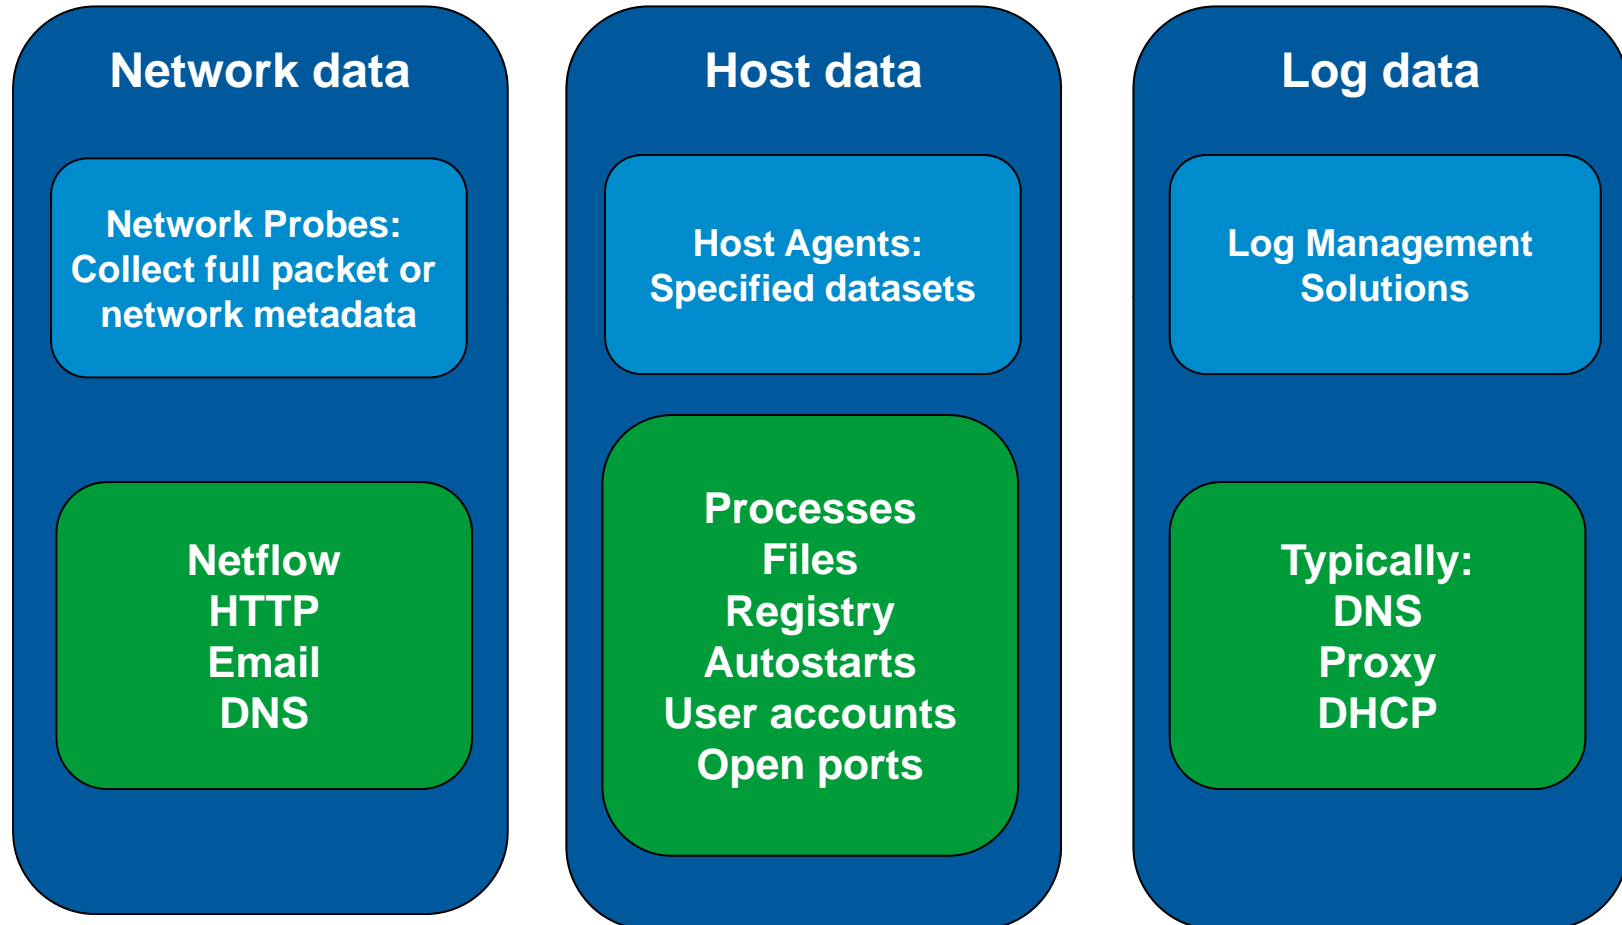 Network data
Network Probes:
Collect full packet or
network metadata
Netflow
HTTP
Email
DNS
Host data
Host Agents:
Specified datasets
Processes
Files
Registry
Autostarts
User accounts
Open ports
Log data
Log Management
Solutions
Typically:
DNS
Proxy
DHCP